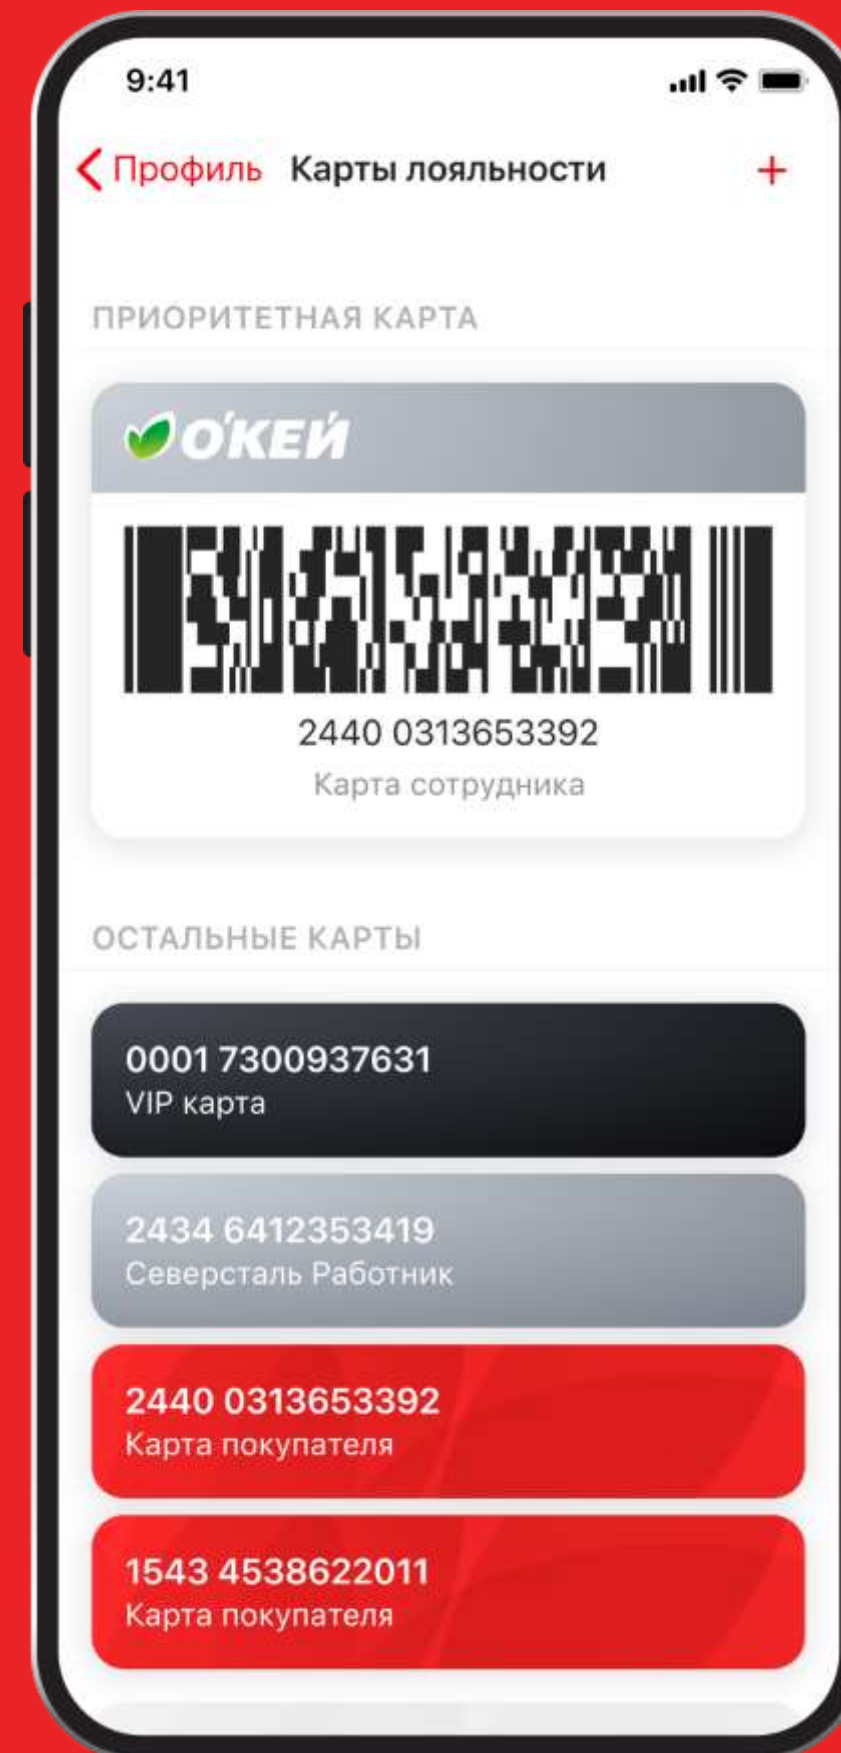 9:41
Профиль Карты лояльности +
ПРИОРИТЕТНАЯ КАРТА
О'КЕЙ
2440 0313653392
Карта сотрудника
ОСТАЛЬНЫЕ КАРТЫ
0001 7300937631
VIP карта
2434 6412353419
Северсталь Работник
2440 0313653392
Карта покупателя
1543 4538622011
Карта покупателя